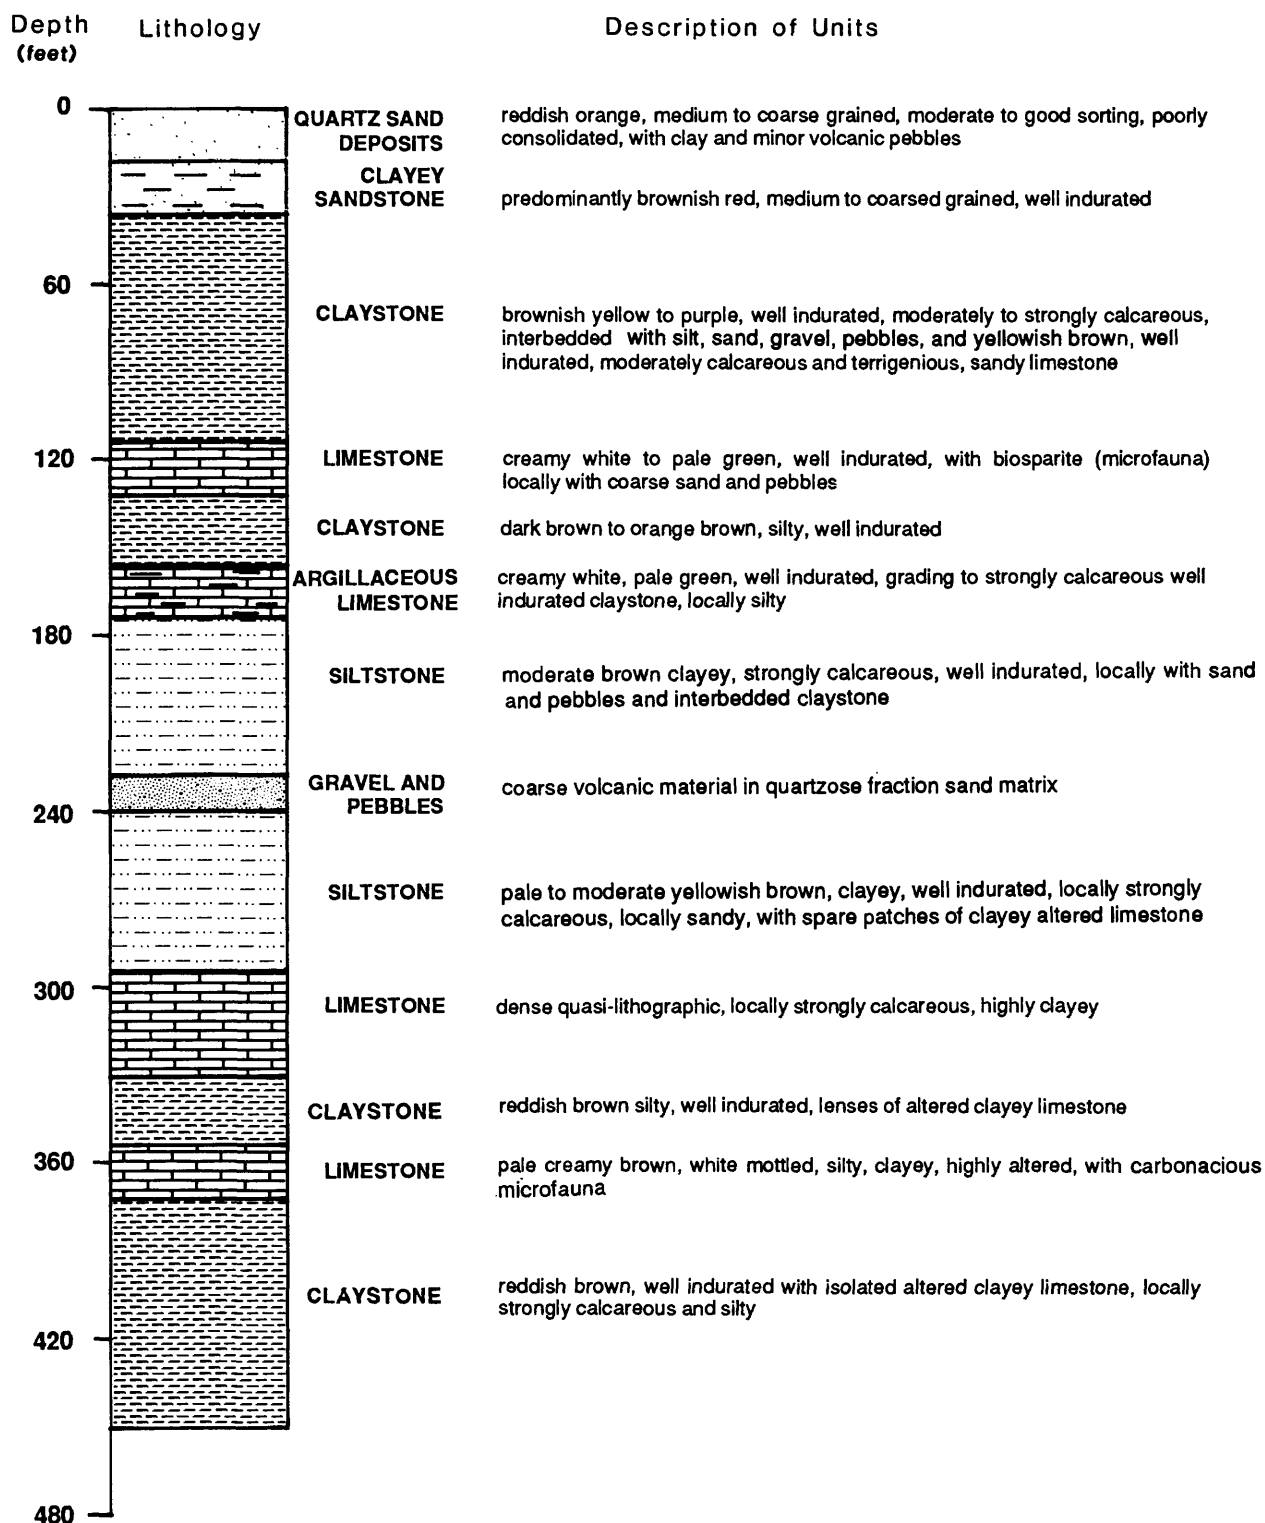 Depth Lithology Description of Units
(feet)
0
QUARTZ SAND
DEPOSITS
reddish orange, medium to coarse grained, moderate to good sorting, poorly
consolidated, with clay and minor volcanic pebbles
CLAYEY
SANDSTONE
predominantly brownish red, medium to coarsed grained, well indurated
60
CLAYSTONE
brownish yellow to purple, well indurated, moderately to strongly calcareous,
interbedded with silt, sand, gravel, pebbles, and yellowish brown, well
indurated, moderately calcareous and terrigenious, sandy limestone
120
LIMESTONE
creamy white to pale green, well indurated, with biosparite (microfauna)
locally with coarse sand and pebbles
CLAYSTONE
dark brown to orange brown, silty, well indurated
ARGILLACEOUS
LIMESTONE
creamy white, pale green, well indurated, grading to strongly calcareous well
indurated claystone, locally silty
180
SILTSTONE
moderate brown clayey, strongly calcareous, well indurated, locally with sand
and pebbles and interbedded claystone
GRAVEL AND
PEBBLES
coarse volcanic material in quartzose fraction sand matrix
240
SILTSTONE
pale to moderate yellowish brown, clayey, well indurated, locally strongly
calcareous, locally sandy, with spare patches of clayey altered limestone
300
LIMESTONE
dense quasi-lithographic, locally strongly calcareous, highly clayey
CLAYSTONE
reddish brown silty, well indurated, lenses of altered clayey limestone
360
LIMESTONE
pale creamy brown, white mottled, silty, clayey, highly altered, with carbonacious
microfauna
CLAYSTONE
reddish brown, well indurated with isolated altered clayey limestone, locally
strongly calcareous and silty
420
480